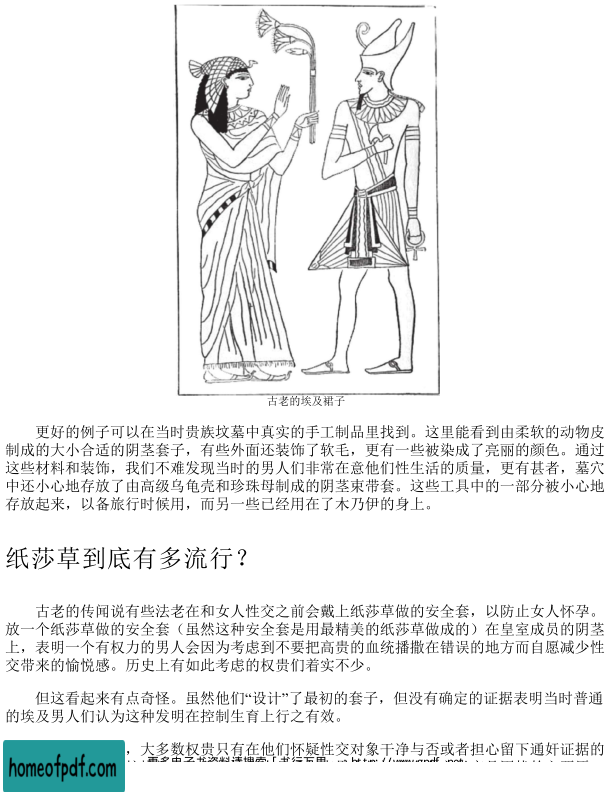 古老的埃及裙子
更好的例子可以在当时贵族坟墓中真实的手工制品里找到。这里能看到由柔软的动物皮
制成的大小合适的阴茎套子，有些外面还装饰了软毛，更有一些被染成了亮丽的颜色。通过
这些材料和装饰，我们不难发现当时的男人们非常在意他们性生活的质量，更有甚者，墓穴
中还小心地存放了由高级乌龟壳和珍珠母制成的阴茎束带套。这些工具中的一部分被小心地
存放起来，以备旅行时候用，而另一些已经用在了木乃伊的身上。
纸莎草到底有多流行？
古老的传闻说有些法老在和女人性交之前会戴上纸莎草做的安全套，以防止女人怀孕。
放一个纸莎草做的安全套（虽然这种安全套是用最精美的纸莎草做成的）在皇室成员的阴茎
上，表明一个有权力的男人会因为考虑到不要把高贵的血统播撒在错误的地方而自愿减少性
交带来的愉悦感。历史上有如此考虑的权贵们着实不少。
但这看起来有点奇怪。虽然他们“设计”了最初的套子，但没有确定的证据表明当时普通
的埃及男人们认为这种发明在控制生育上行之有效。
，大多数权贵只有在他们怀疑性交对象干净与否或者担心留下通奸证据的
homeofpdf.com